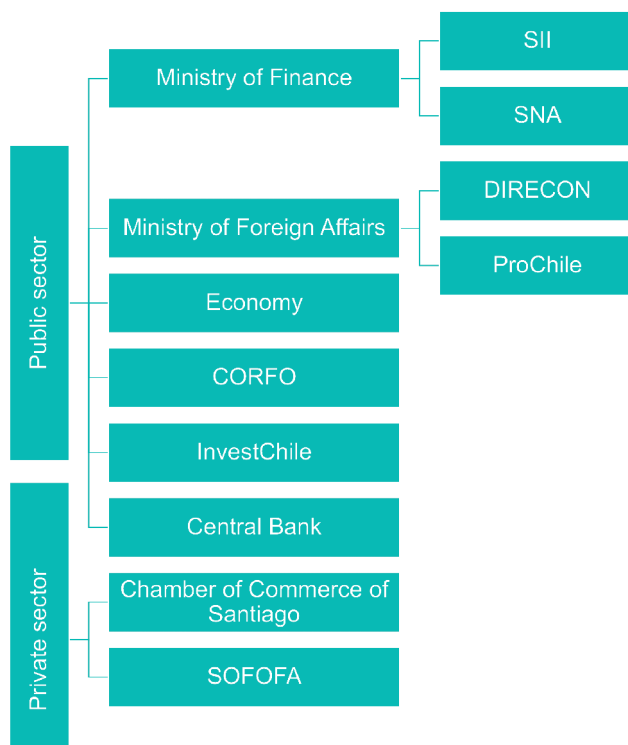 Public sector
Ministry of Finance
SII
SNA
Ministry of Foreign Affairs
DIRECON
ProChile
Economy
CORFO
InvestChile
Central Bank
Private sector
Chamber of Commerce of
Santiago
SOFOFA